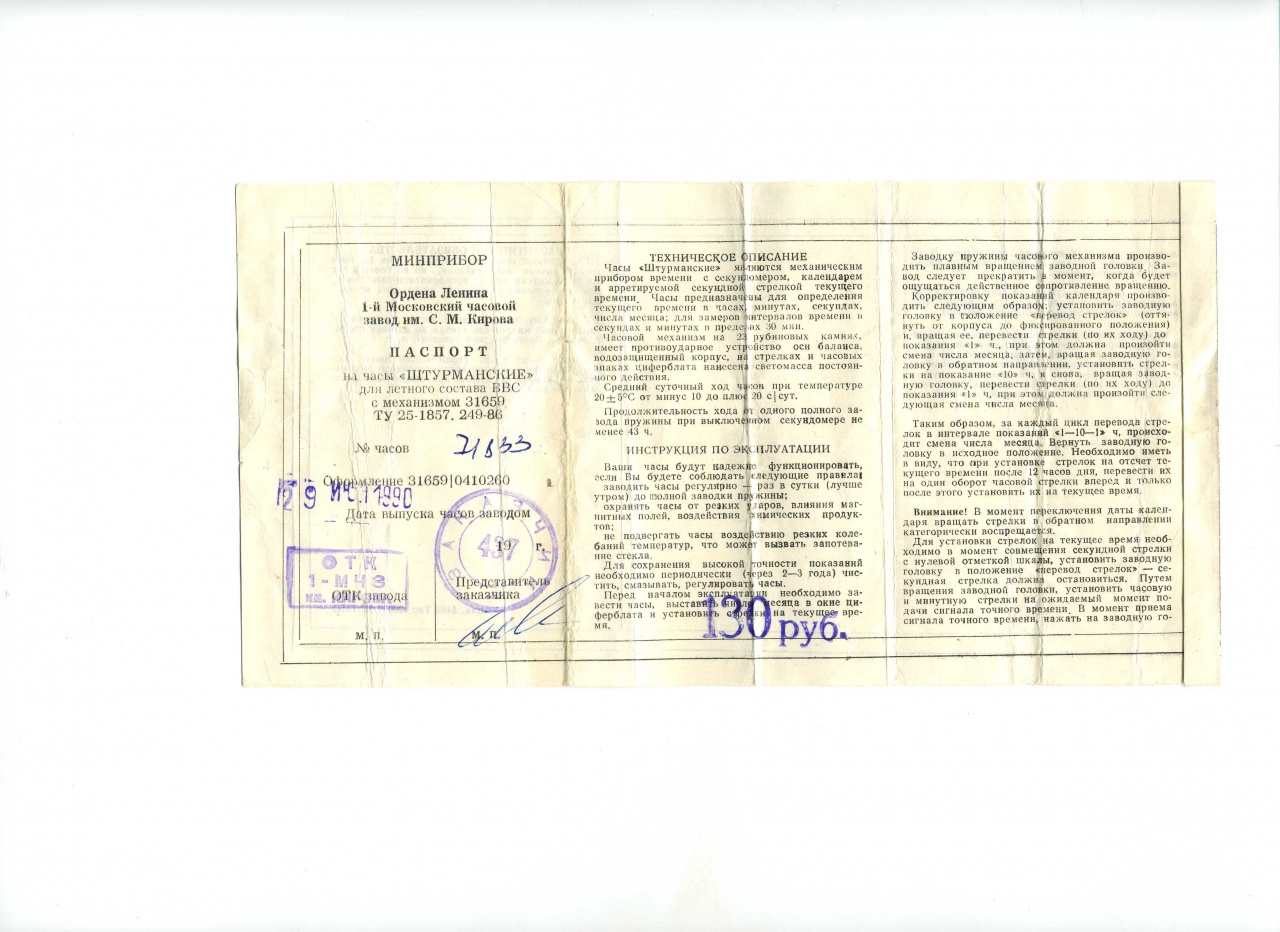 МИНПРИБОР
Ордена Ленина
1-й Московский часовой
завод им. С. М. Кирова
ПАСПОРТ
на часы «ШТУРМАНСКИЕ»
для летного состава ВВС
с механизмом 31659
ТУ 25-1857. 249-86
№ часов
Оформление 31659|0410260
9 1990
Дата выпуска часов заводом
19 г.
ЗАКАЗЧИК
487
ОТК
1-МЧЗ
ОТК завода
Представитель
заказчика
м. п.
м. п.
ТЕХНИЧЕСКОЕ ОПИСАНИЕ
Часы «Штурманские» являются механическим
прибором времени с секундомером, календарем
и арретируемой секундной стрелкой текущего
времени. Часы предназначены для определения
текущего времени в часах, минутах, секундах,
числа месяца; для замеров интервалов времени в
секундах и минутах в пределах 30 мин.
Часовой механизм на 23 рубиновых камнях,
имеет противоударное устройство оси баланса,
водозащищенный корпус, на стрелках и часовых
знаках циферблата нанесена светомасса постоян-
ного действия.
Средний суточный ход часов при температуре
20±5°С от минус 10 до плюс 20 с|сут.
Продолжительность хода от одного полного за-
вода пружины при выключенном секундомере не
менее 43 ч.
ИНСТРУКЦИЯ ПО ЭКСПЛУАТАЦИИ
Ваши часы будут надежно функционировать,
если Вы будете соблюдать следующие правила:
заводить часы регулярно — раз в сутки (лучше
утром) до полной заводки пружины;
охранять часы от резких ударов, влияния маг-
нитных полей, воздействия химических продук-
тов;
не подвергать часы воздействию резких коле-
баний температур, что может вызвать запотева-
ние стекла.
Для сохранения высокой точности показаний
необходимо периодически (через 2—3 года) чис-
тить, смазывать, регулировать часы.
Перед началом эксплуатации необходимо за-
вести часы, выставить число месяца в окне ци-
ферблата и установить стрелки на текущее вре-
мя.
130 руб.
Заводку пружины часового механизма произво-
дить плавным вращением заводной головки. За-
вод следует прекратить в момент, когда будет
ощущаться действенное сопротивление вращению.
Корректировку показаний календаря произво-
дить следующим образом: установить заводную
головку в положение «перевод стрелок» (оття-
нуть от корпуса до фиксированного положения)
и, вращая ее, перевести стрелки (по их ходу) до
показания «1» ч., при этом должна произойти
смена числа месяца, затем, вращая заводную го-
ловку в обратном направлении, установить стрел-
ки на показание «10» ч, и снова, вращая завод-
ную головку, перевести стрелки (по их ходу) до
показания «1» ч, при этом должна произойти сле-
дующая смена числа месяца.
Таким образом, за каждый цикл перевода стре-
лок в интервале показаний «1—10—1» ч, происхо-
дит смена числа месяца. Вернуть заводную го-
ловку в исходное положение. Необходимо иметь
в виду, что при установке стрелок на отсчет те-
кущего времени после 12 часов дня, перевести их
на один оборот часовой стрелки вперед и только
после этого установить их на текущее время.
Внимание! В момент переключения даты кален-
даря вращать стрелки в обратном направлении
категорически воспрещается.
Для установки стрелок на текущее время необ-
ходимо в момент совмещения секундной стрелки
с нулевой отметкой шкалы, установить заводную
головку в положение «перевод стрелок» — се-
кундная стрелка должна остановиться. Путем
вращения заводной головки, установить часовую
и минутную стрелки на ожидаемый момент по-
дачи сигнала точного времени. В момент приема
сигнала точного времени, нажать на заводную го-